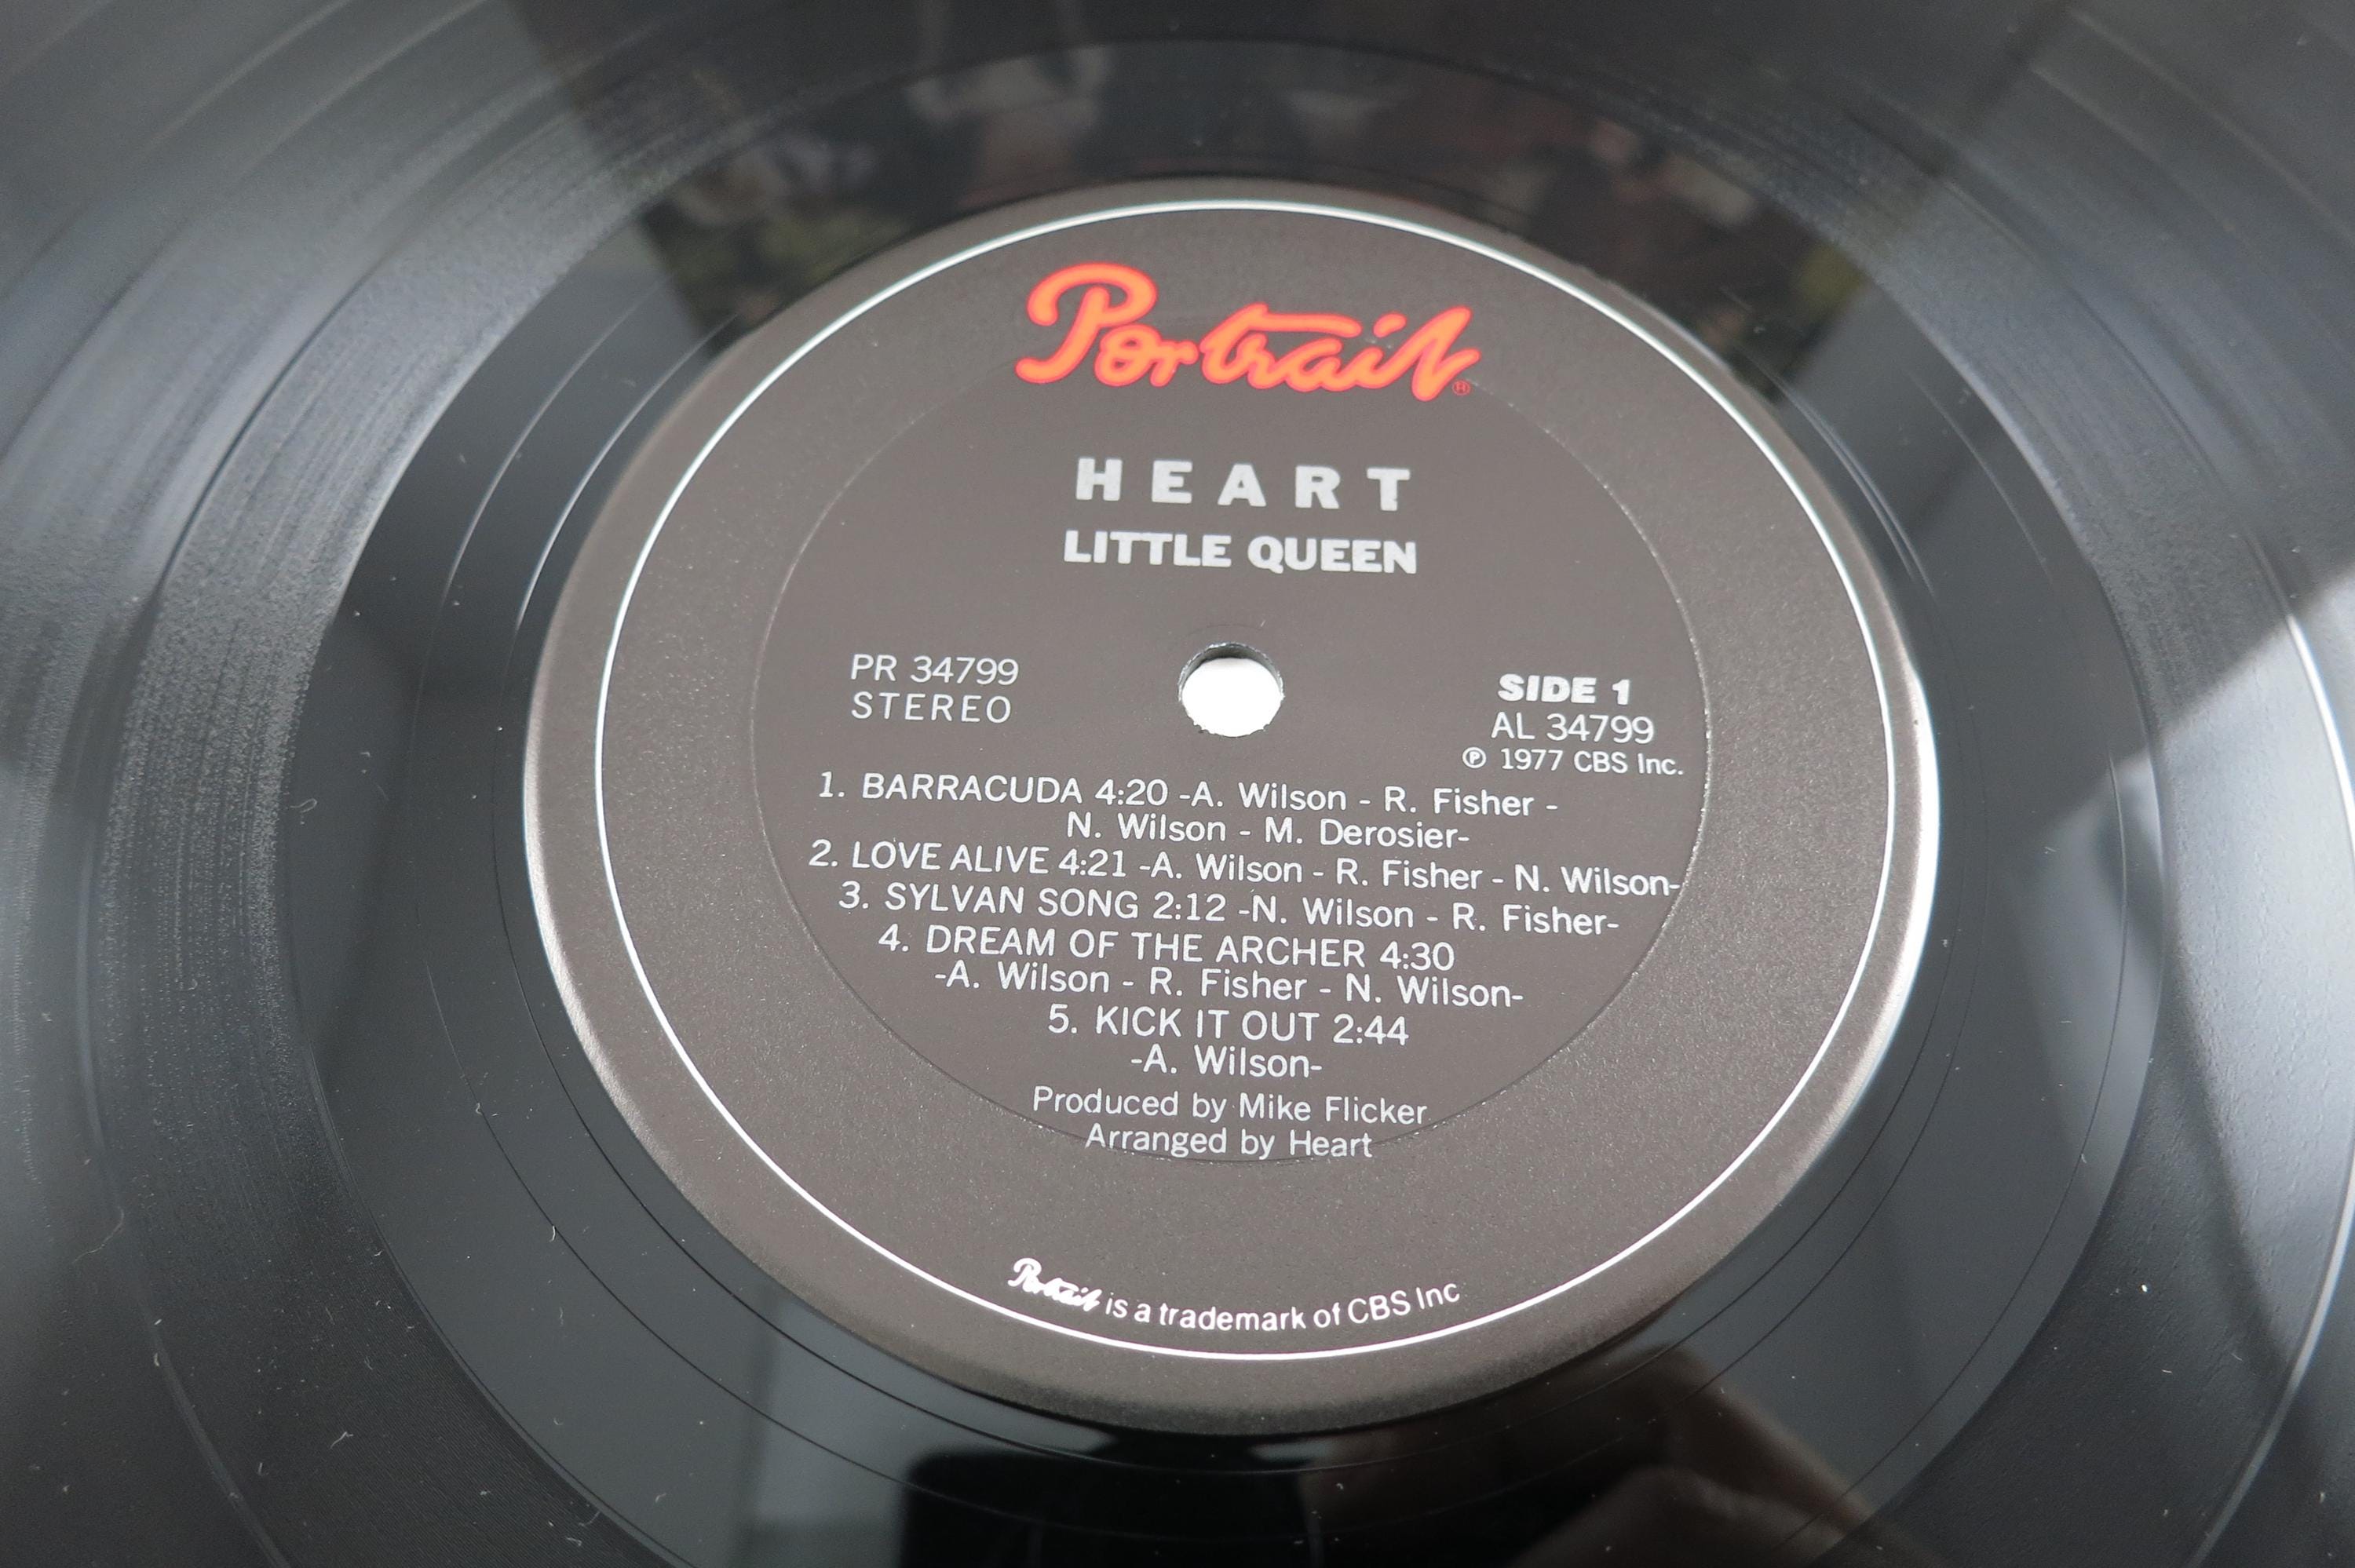 Portrait®
HEART
LITTLE QUEEN
PR 34799
STEREO
SIDE 1
AL 34799
℗ 1977 CBS Inc.
1. BARRACUDA 4:20 -A. Wilson - R. Fisher -
N. Wilson - M. Derosier-
2. LOVE ALIVE 4:21 -A. Wilson - R. Fisher - N. Wilson-
3. SYLVAN SONG 2:12 -N. Wilson - R. Fisher-
4. DREAM OF THE ARCHER 4:30
-A. Wilson - R. Fisher - N. Wilson-
5. KICK IT OUT 2:44
-A. Wilson-
Produced by Mike Flicker
Arranged by Heart
Portrait is a trademark of CBS Inc